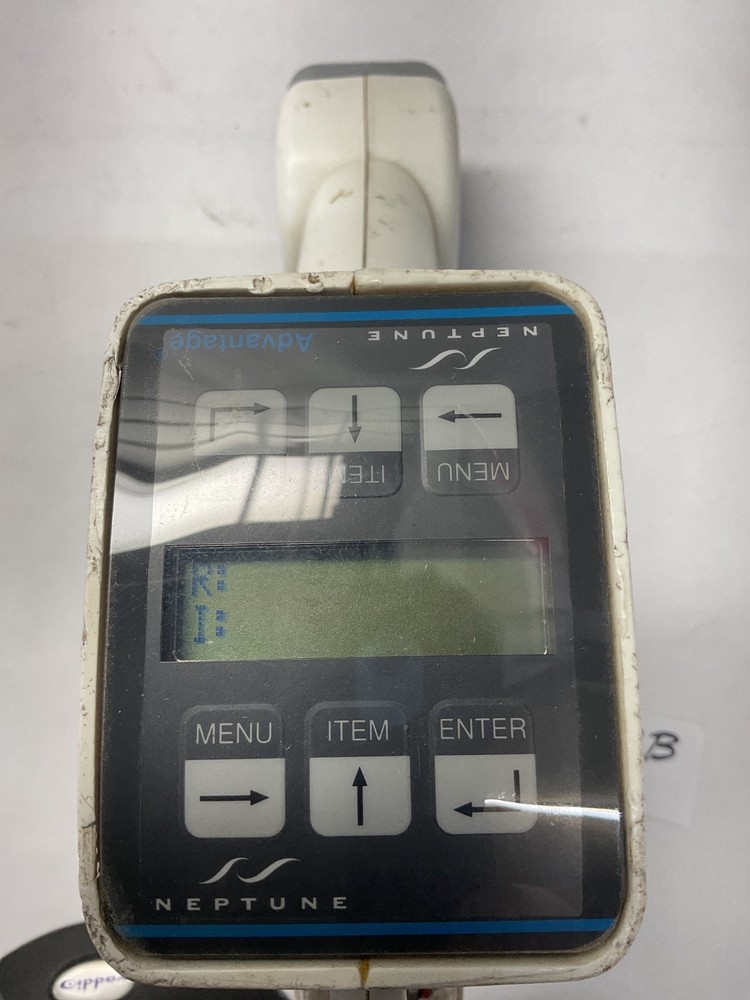 Advantage®
NEPTUNE
ITEM
MENU
R:
I:
MENU
ITEM
ENTER
NEPTUNE
B